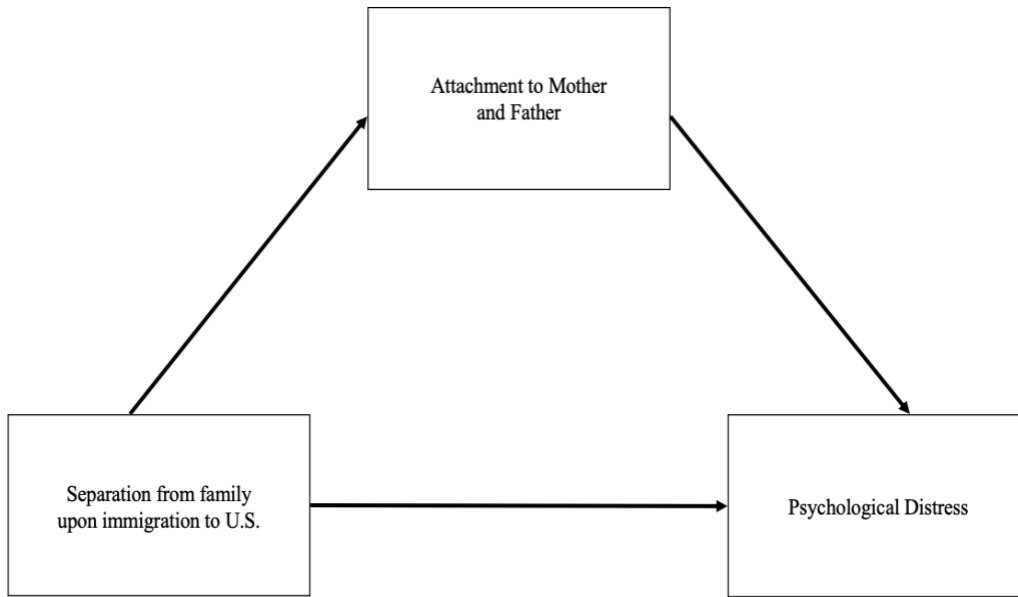 Attachment to Mother
and Father
Separation from family
upon immigration to U.S.
Psychological Distress